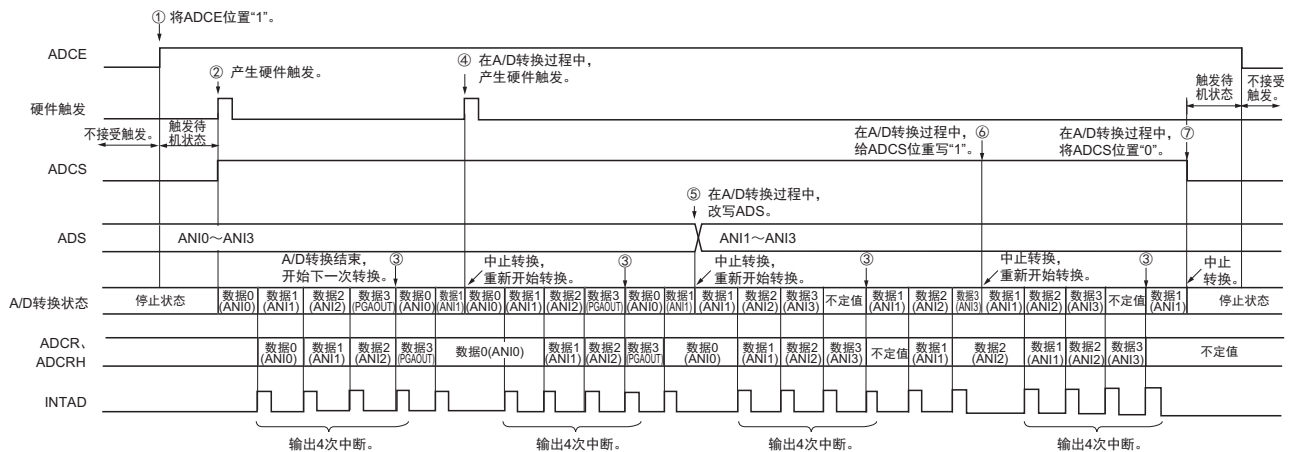 ① 将ADCE位置“1”。
ADCE
② 产生硬件触发。
④ 在A/D转换过程中，
产生硬件触发。
触发待
机状态
不接受
触发。
硬件触发
不接受触发。
触发待
机状态
在A/D转换过程中，⑥
给ADCS位重写“1”。
在A/D转换过程中，⑦
将ADCS位置“0”。
ADCS
⑤ 在A/D转换过程中，
改写ADS。
ADS
ANI0～ANI3
ANI1～ANI3
A/D转换结束，
开始下一次转换。
③
中止转换，
重新开始转换。
③
中止转换，
重新开始转换。
③
中止转换，
重新开始转换。
③
中止
转换。
A/D转换状态
停止状态
数据0
(ANI0)
数据1
(ANI1)
数据2
(ANI2)
数据3
(PGAOUT)
数据0
(ANI0)
数据1
(ANI1)
数据0
(ANI0)
数据1
(ANI1)
数据2
(ANI2)
数据3
(PGAOUT)
数据0
(ANI0)
数据1
(ANI1)
数据1
(ANI1)
数据2
(ANI2)
数据3
(ANI3)
不定值
数据1
(ANI1)
数据2
(ANI2)
数据3
(ANI3)
数据1
(ANI1)
数据2
(ANI2)
数据3
(ANI3)
不定值
数据1
(ANI1)
停止状态
ADCR、
ADCRH
数据0
(ANI0)
数据1
(ANI1)
数据2
(ANI2)
数据3
(PGAOUT)
数据0(ANI0)
数据1
(ANI1)
数据2
(ANI2)
数据3
(PGAOUT)
数据0
(ANI0)
数据1
(ANI1)
数据2
(ANI2)
数据3
(ANI3)
不定值
数据1
(ANI1)
数据2
(ANI2)
数据1
(ANI1)
数据2
(ANI2)
数据3
(ANI3)
不定值
INTAD
输出4次中断。
输出4次中断。
输出4次中断。
输出4次中断。